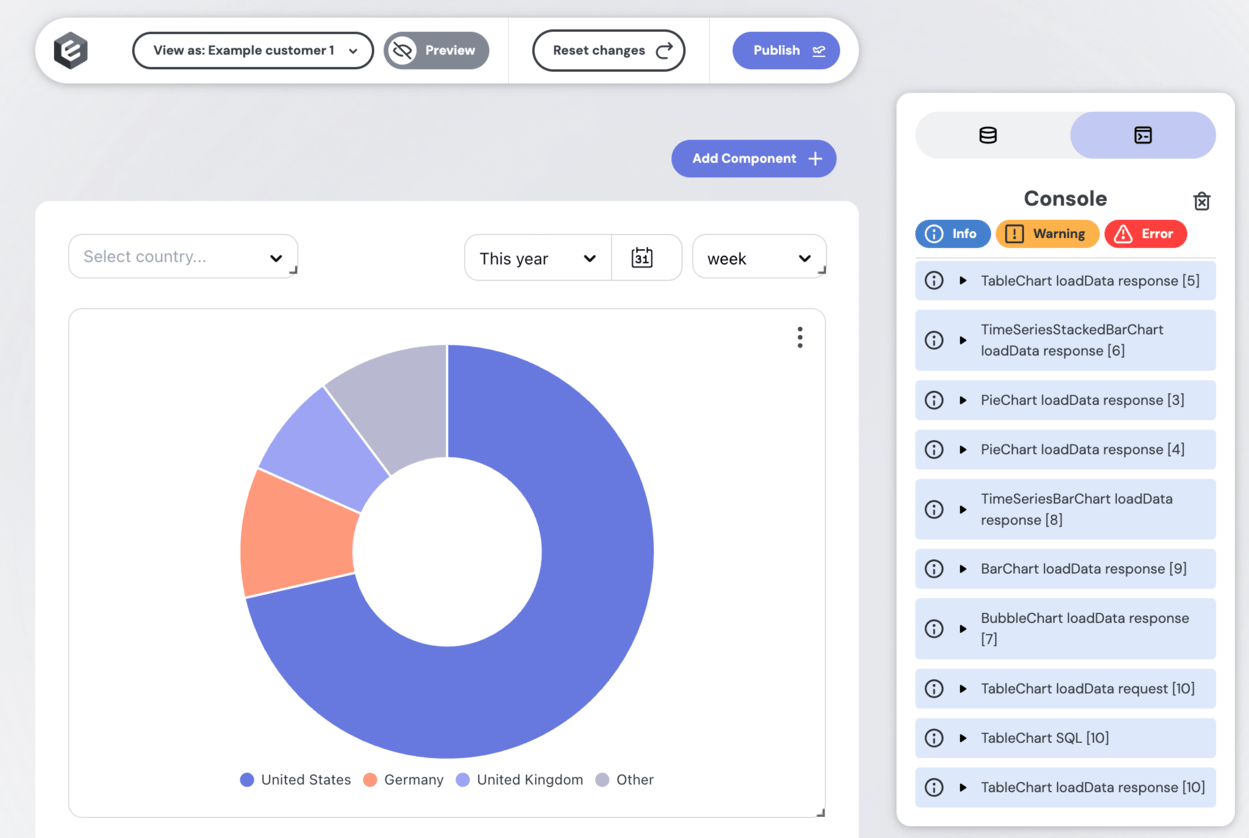 View as: Example customer 1
Preview
Reset changes
Publish
Add Component
Select country...
This year
31
week
United States
Germany
United Kingdom
Other
Console
Info
Warning
Error
TableChart loadData response [5]
TimeSeriesStackedBarChart
loadData response [6]
PieChart loadData response [3]
PieChart loadData response [4]
TimeSeriesBarChart loadData
response [8]
BarChart loadData response [9]
BubbleChart loadData response
[7]
TableChart loadData request [10]
TableChart SQL [10]
TableChart loadData response [10]